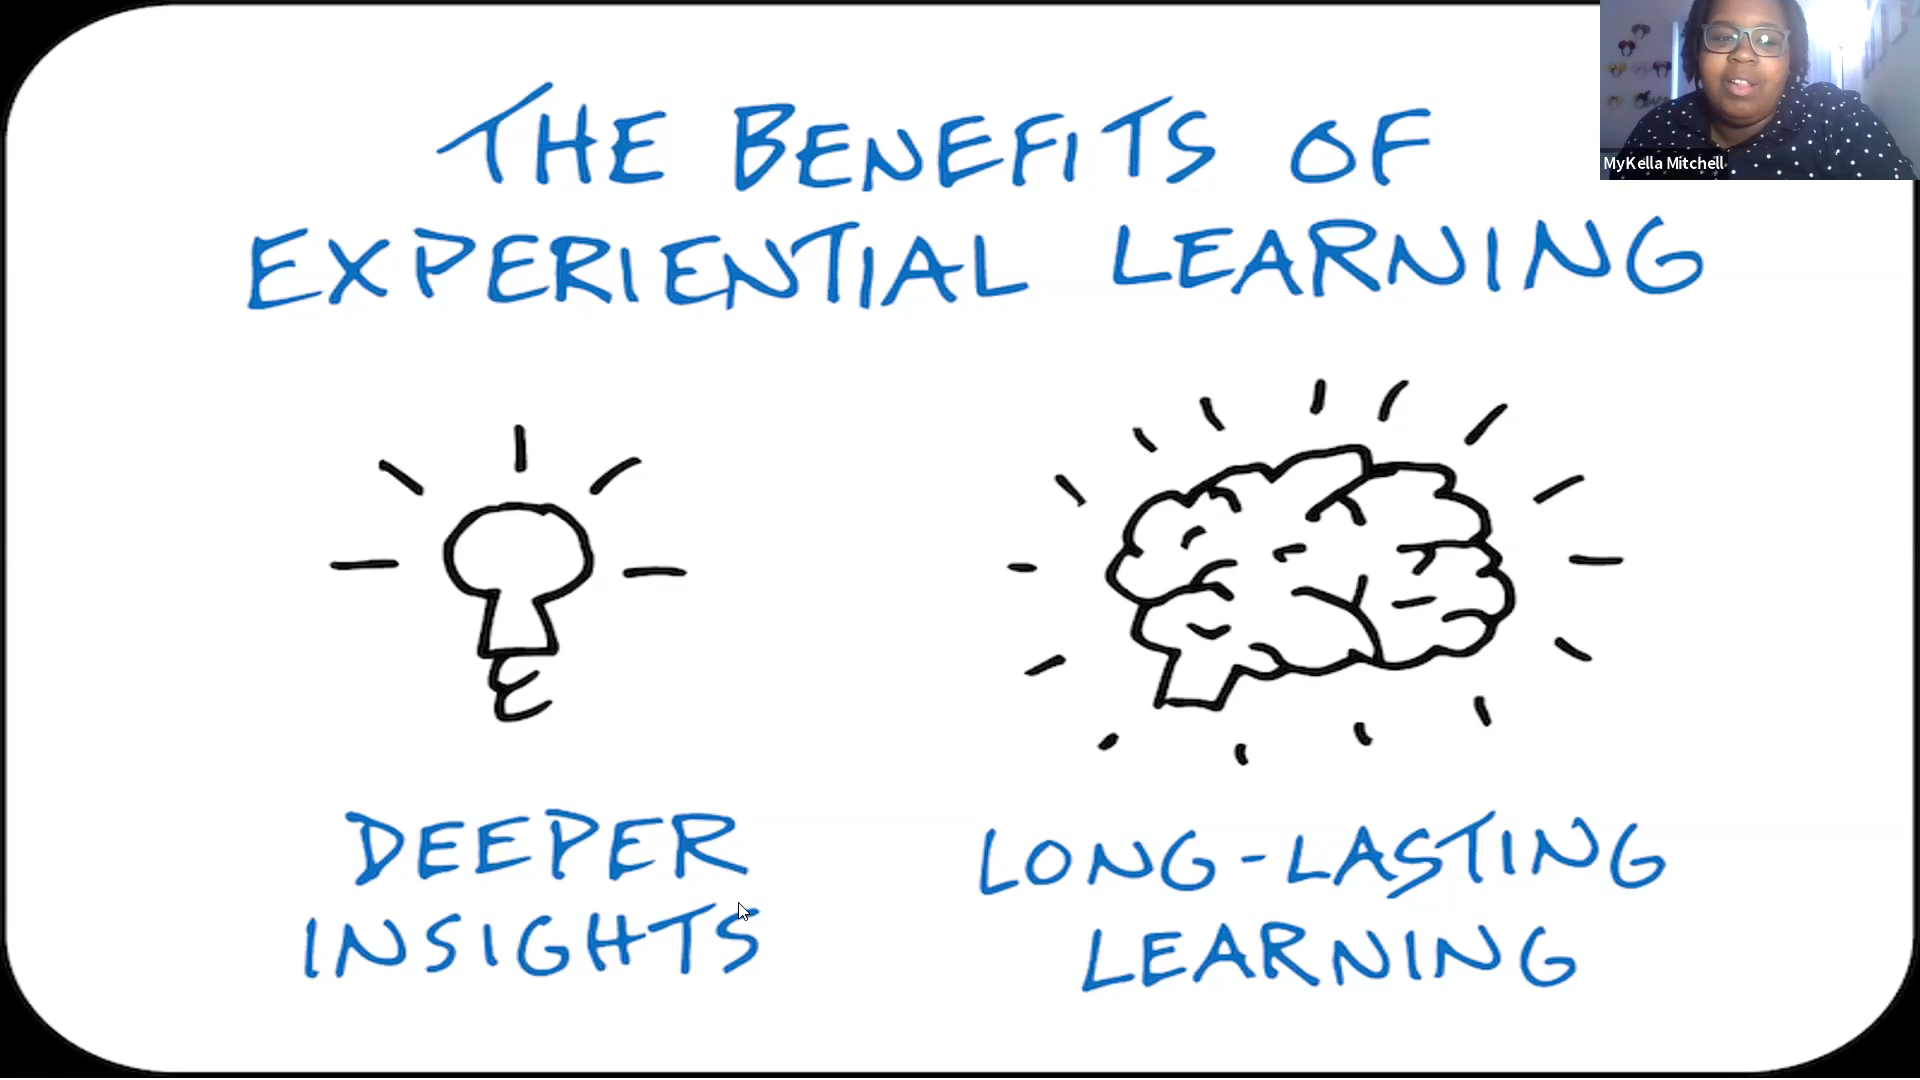 THE BENEFITS OF
EXPERIENTIAL LEARNING
MyKella Mitchell
DEEPER
INSIGHTS
LONG-LASTING
LEARNING